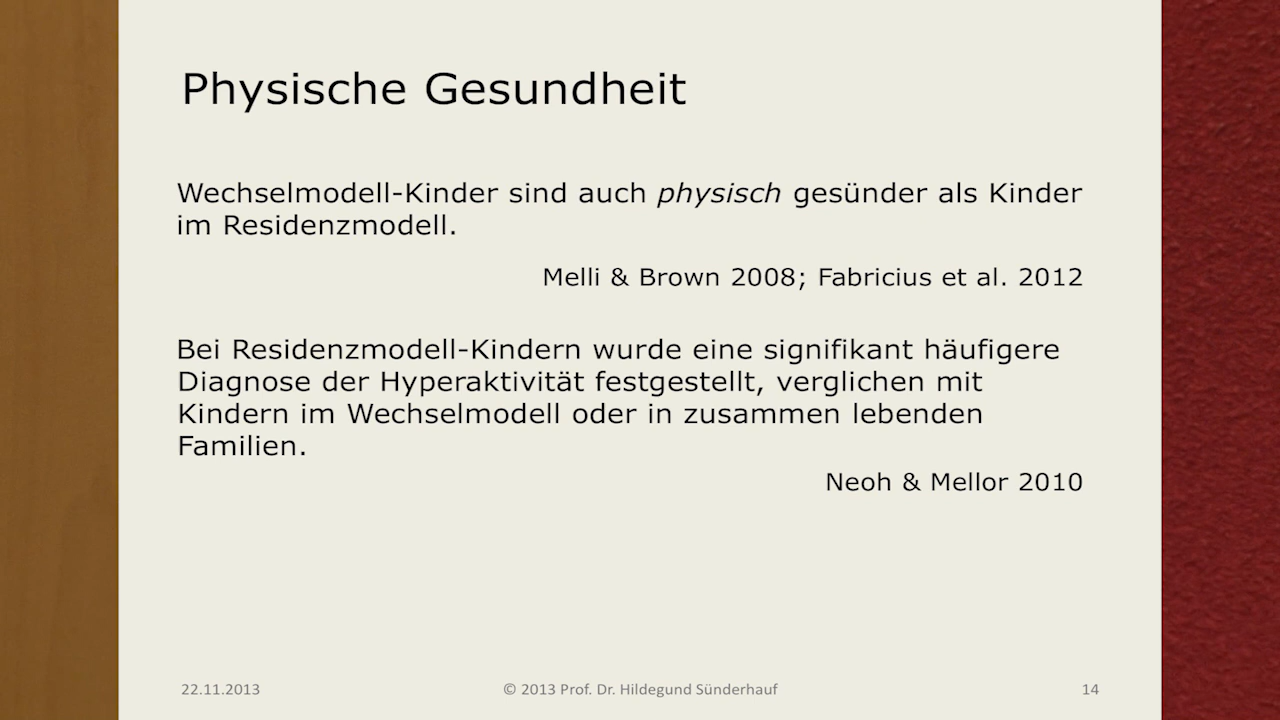 Physische Gesundheit
Wechselmodell-Kinder sind auch physisch gesünder als Kinder
im Residenzmodell.
Melli & Brown 2008; Fabricius et al. 2012
Bei Residenzmodell-Kindern wurde eine signifikant häufigere
Diagnose der Hyperaktivität festgestellt, verglichen mit
Kindern im Wechselmodell oder in zusammen lebenden
Familien.
Neoh & Mellor 2010
22.11.2013
© 2013 Prof. Dr. Hildegund Sünderhauf
14